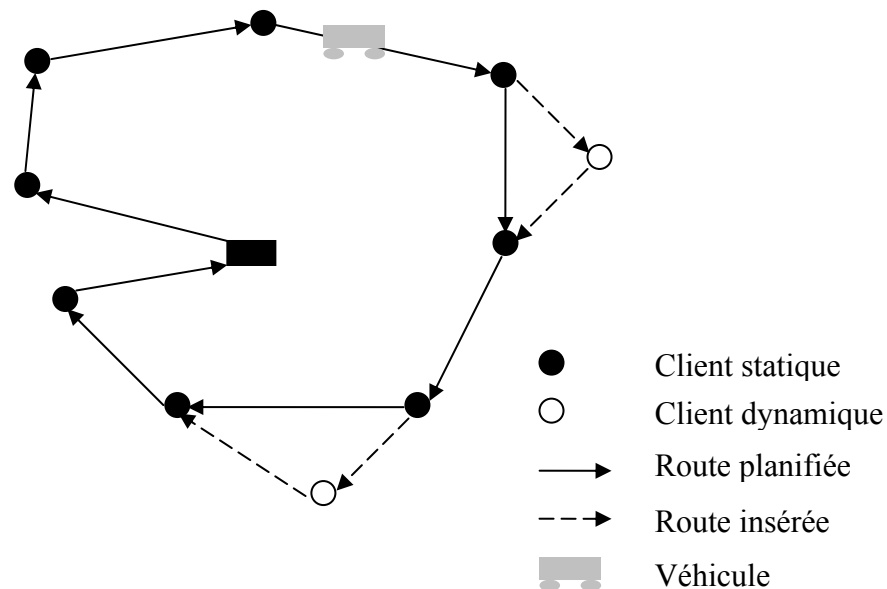 Client statique
Client dynamique
Route planifiée
Route insérée
Véhicule